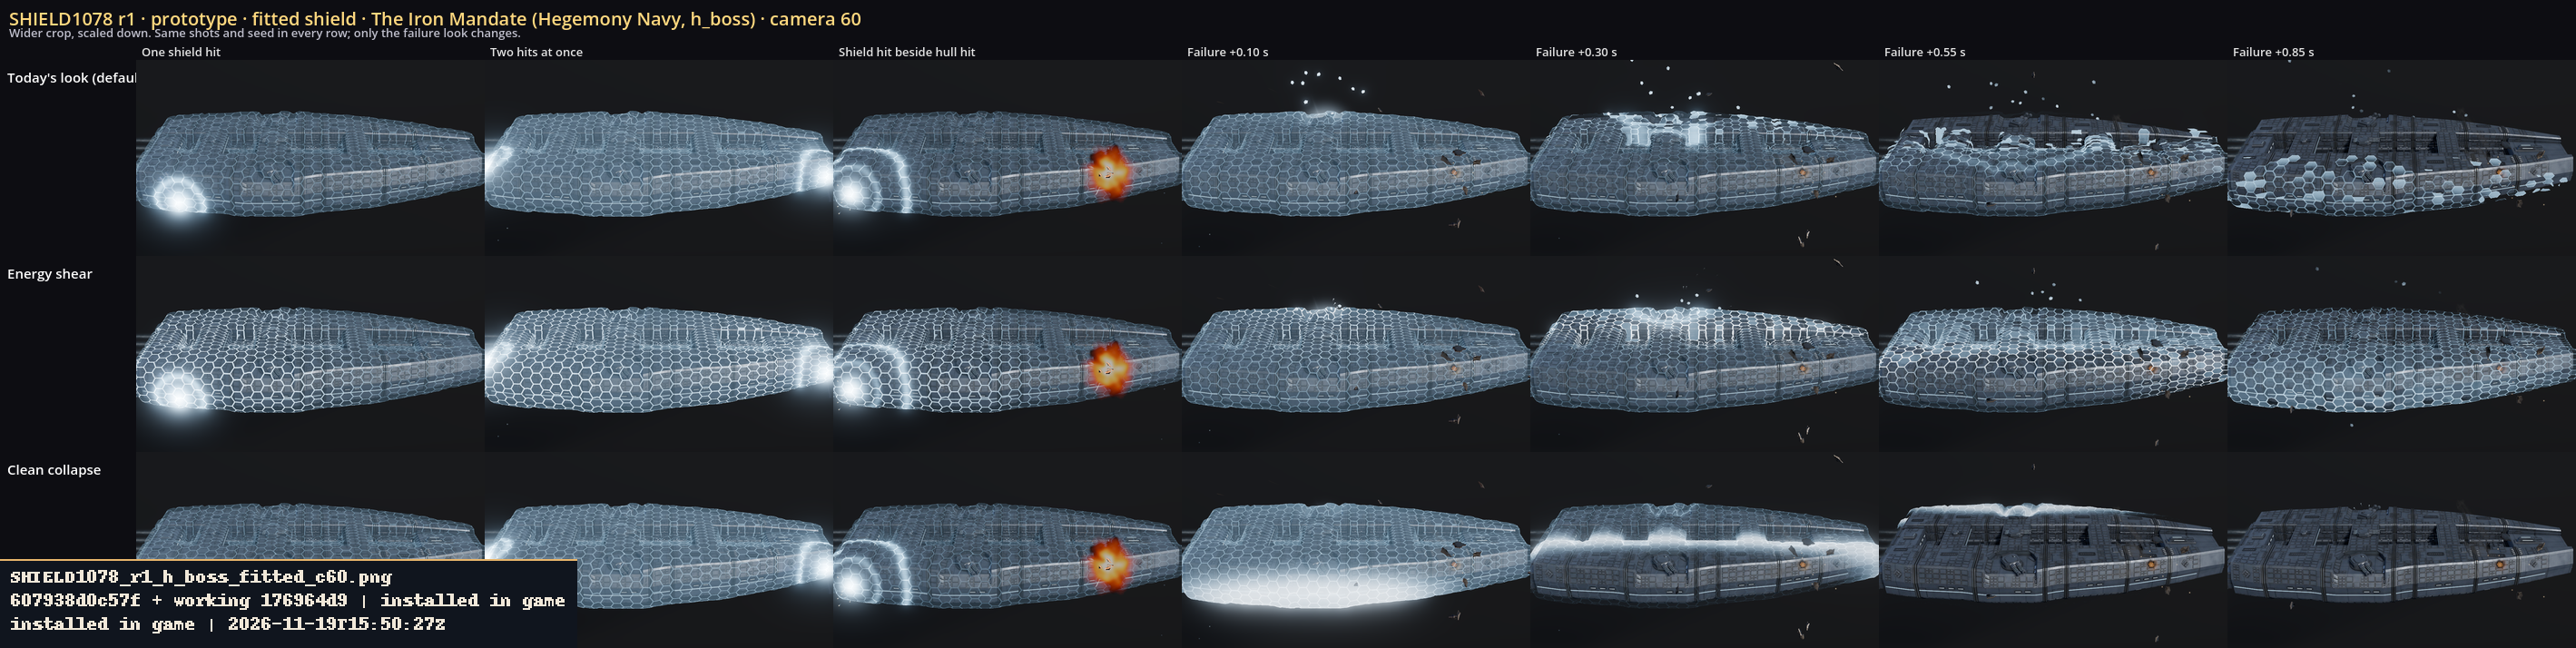 SHIELD1078 r1 · prototype · fitted shield · The Iron Mandate (Hegemony Navy, h_boss) · camera 60
Wider crop, scaled down. Same shots and seed in every row; only the failure look changes.
One shield hit
Two hits at once
Shield hit beside hull hit
Failure +0.10 s
Failure +0.30 s
Failure +0.55 s
Failure +0.85 s
Today's look (defaul
Energy shear
Clean collapse
SHIELD1078_r1_h_boss_fitted_c60.png
607938d0c57f + working 176964d9 | installed in game
installed in game | 2026-11-19T15:50:27z